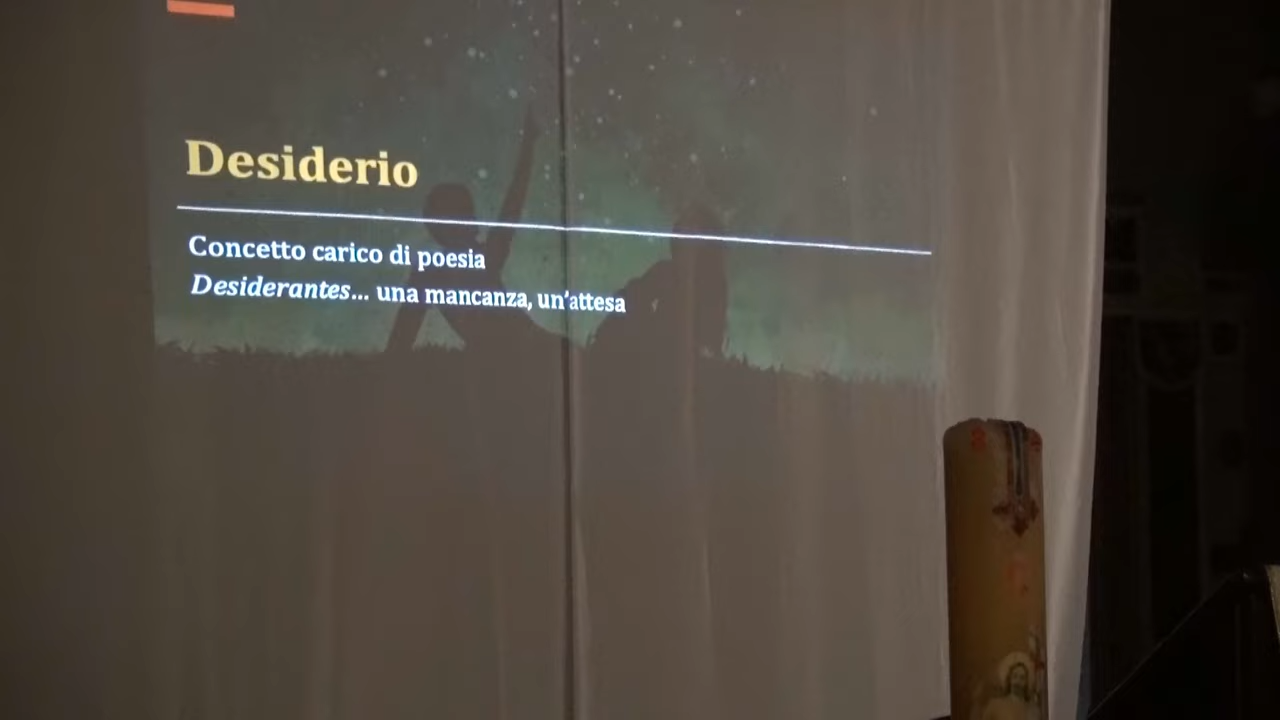 Desiderio
Concetto carico di poesia
Desiderantes... una mancanza, un'attesa